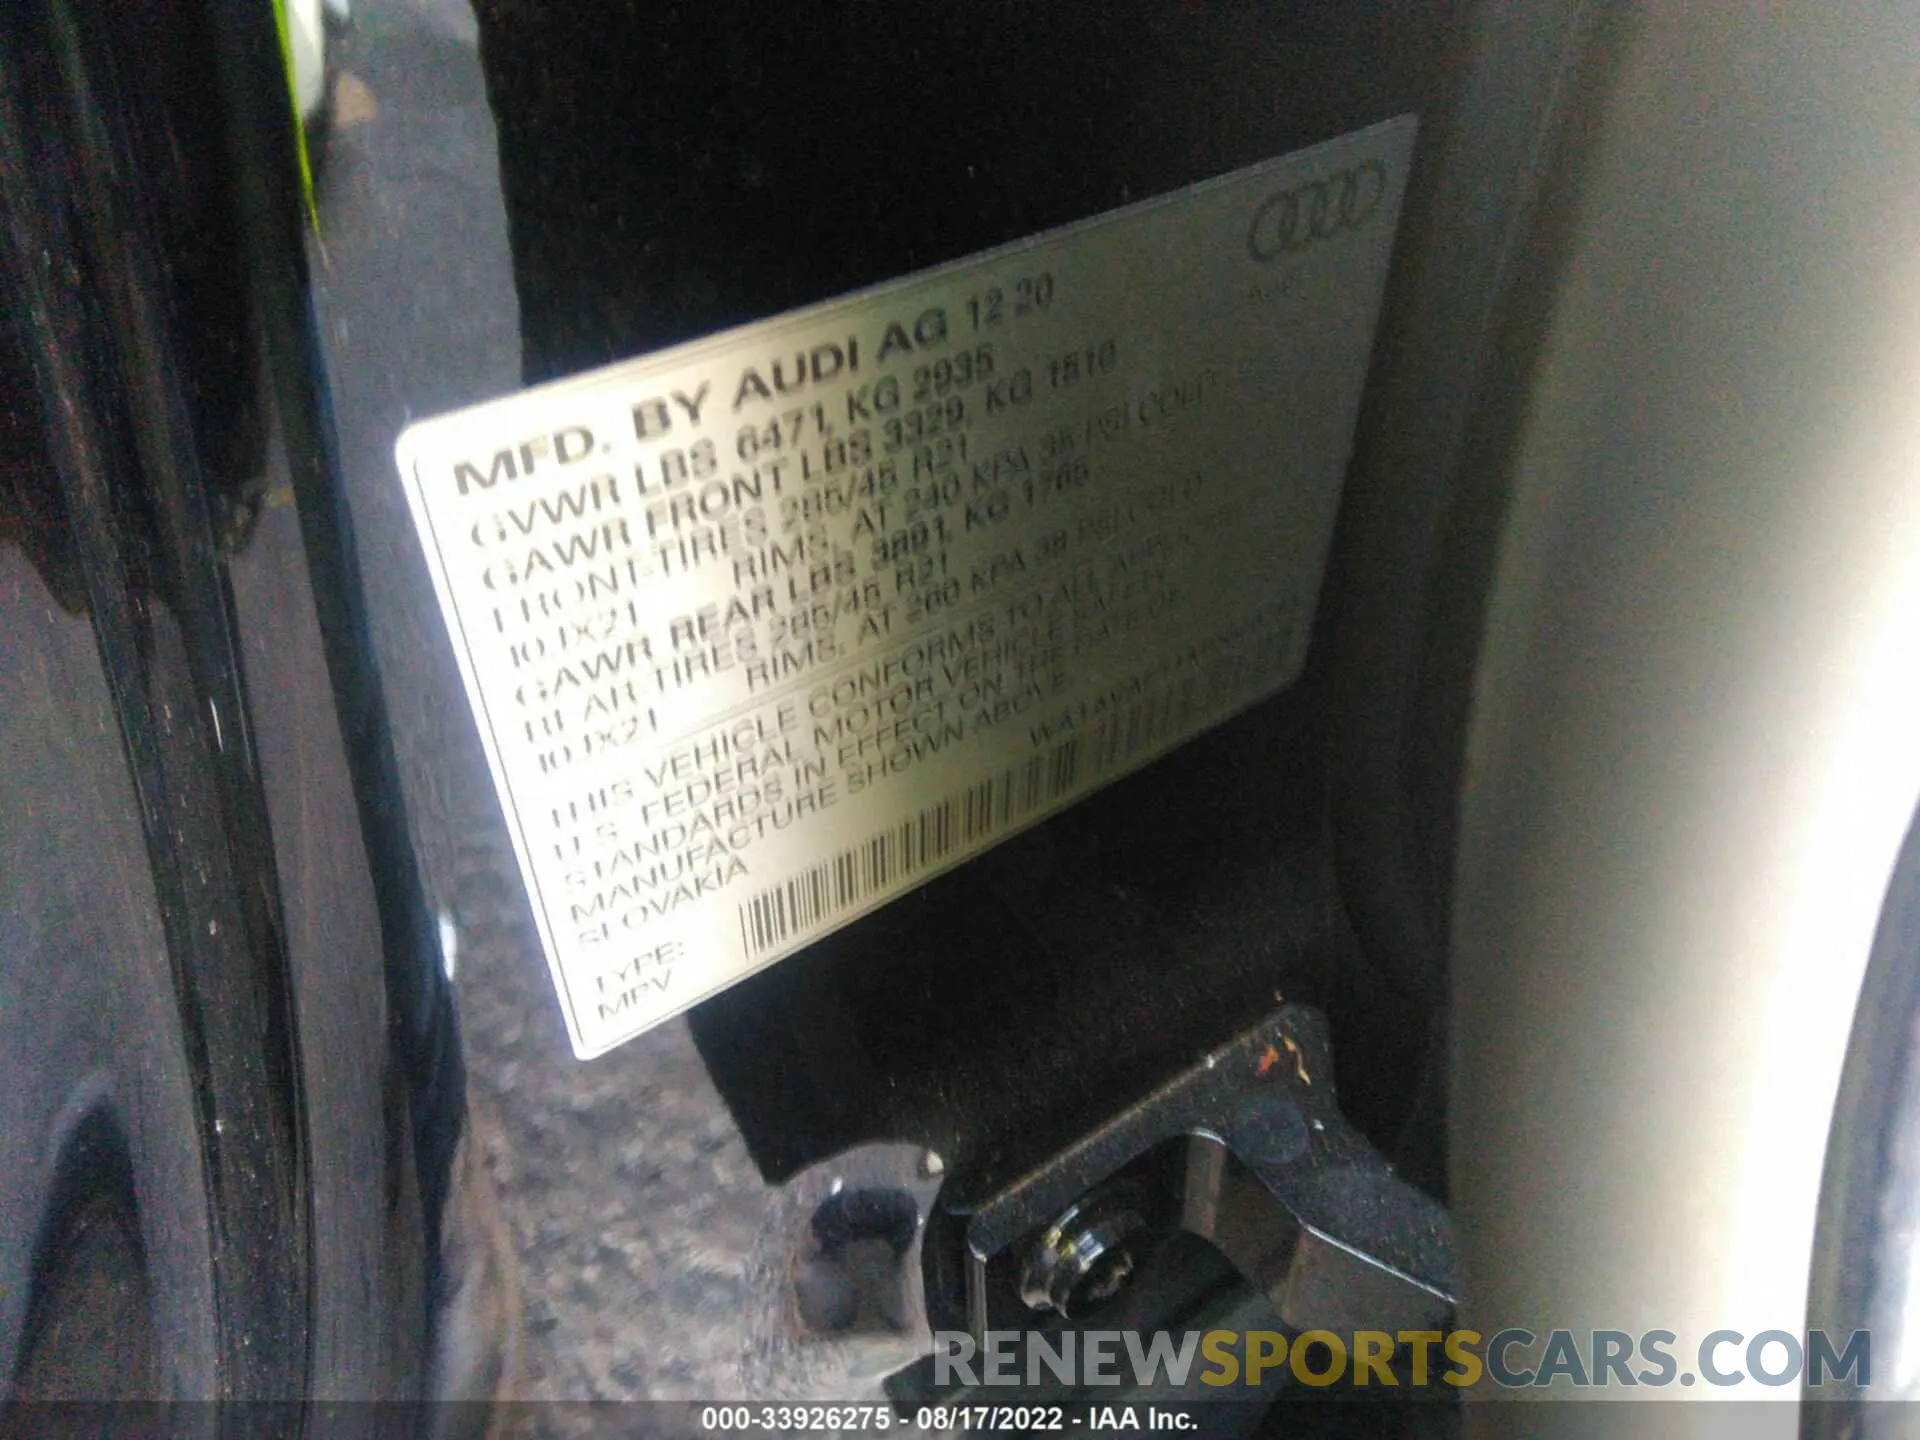 MFD. BY AUDI AG 12 20
GVWR LBS 6471, KG 2935
GAWR FRONT LBS 3329, KG 1510
FRONT-TIRES 285/45 R21
10.1X21 RIMS, AT 240 KPA 35 PSI COLD
GAWR REAR LBS 3891, KG 1765
REAR-TIRES 285/45 R21
10.1X21 RIMS, AT 260 KPA 38 PSI COLD
THIS VEHICLE CONFORMS TO ALL
U.S. FEDERAL MOTOR VEHICLE SAFETY
STANDARDS IN EFFECT ON THE DATE OF
MANUFACTURE SHOWN ABOVE
SLOVAKIA
TYPE:
MPV
RENEWSPORTSCARS.COM
000-33926275 - 08/17/2022 - IAA Inc.